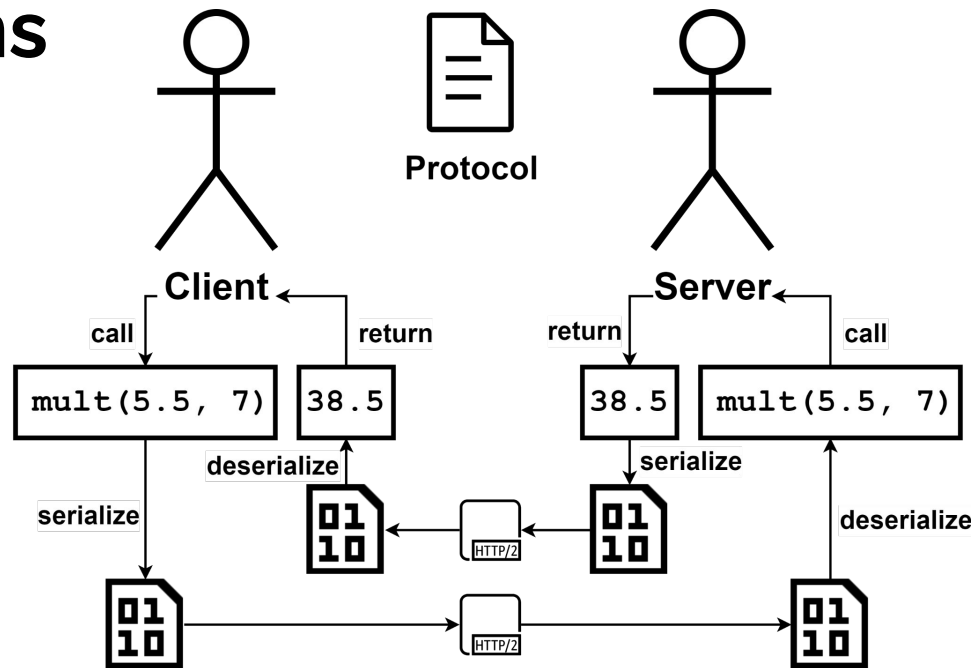 ns
Protocol
Client
Server
call
return
return
call
mult(5.5, 7)
38.5
38.5
mult(5.5, 7)
deserialize
serialize
serialize
deserialize
01
10
HTTP/2
01
10
01
10
HTTP/2
01
10